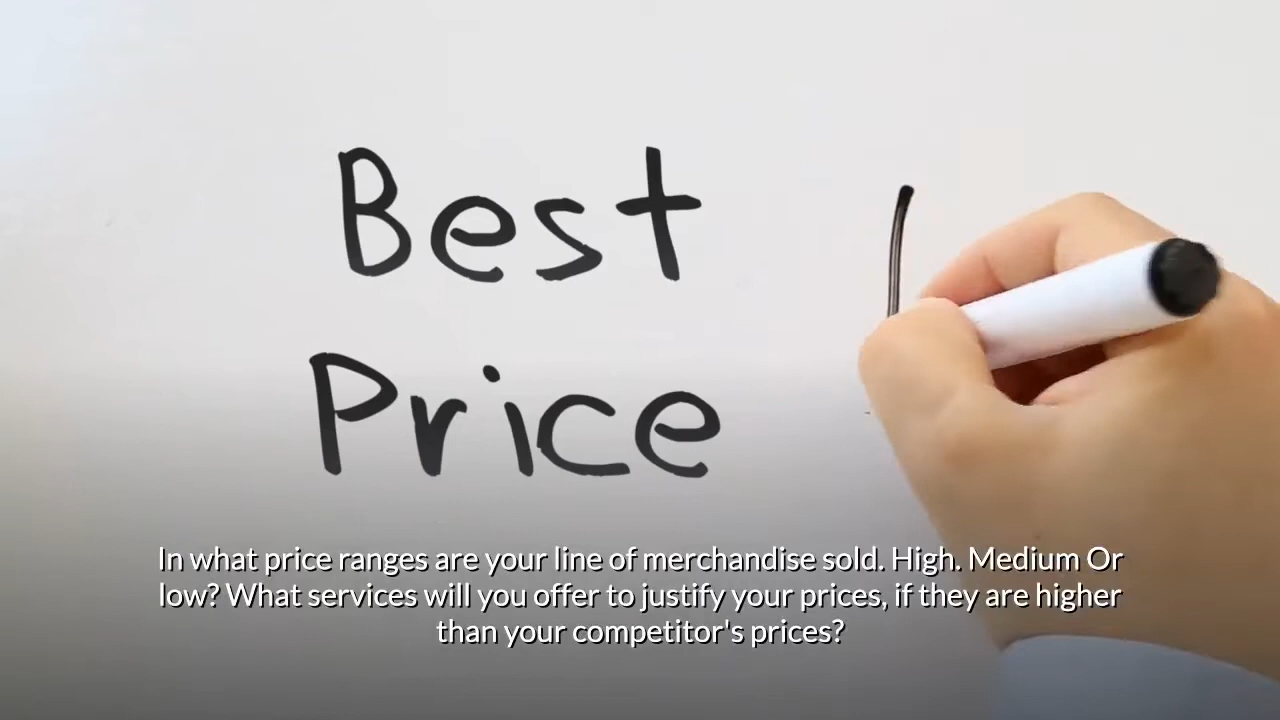 Best
Price
In what price ranges are your line of merchandise sold. High. Medium Or
low? What services will you offer to justify your prices, if they are higher
than your competitor's prices?